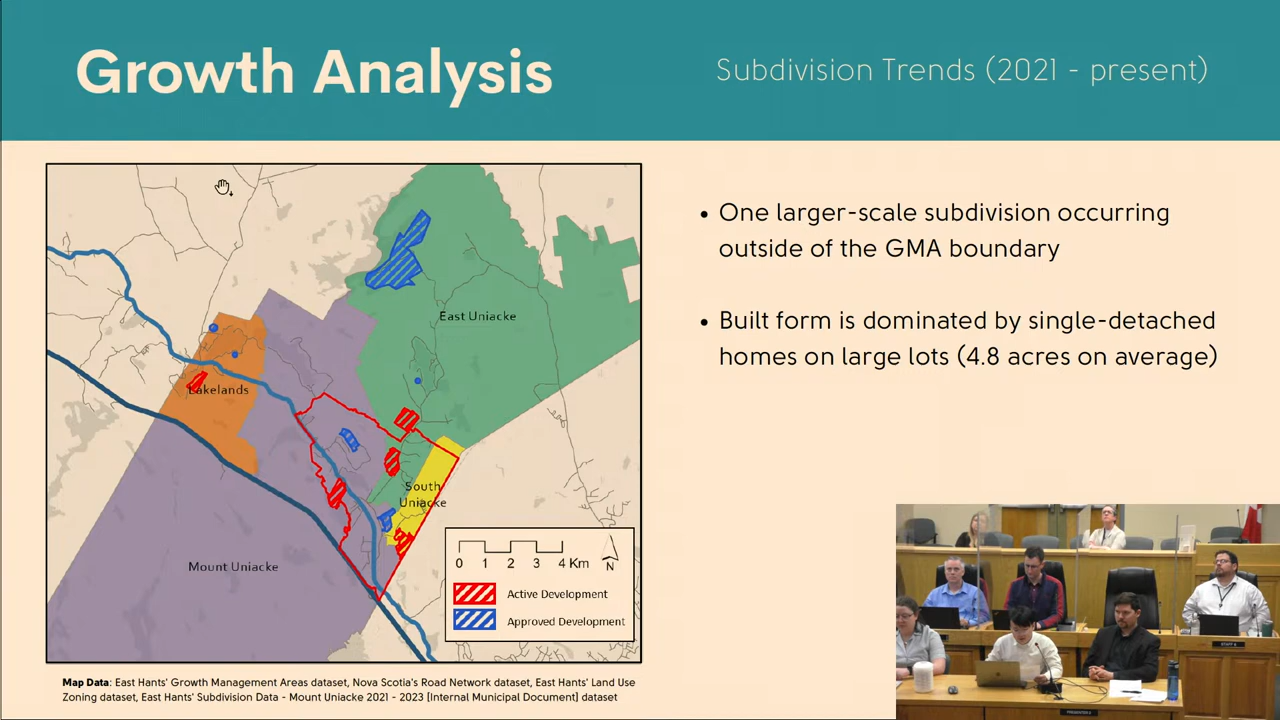 Growth Analysis
Subdivision Trends (2021 - present)
East Uniacke
Lakelands
South
Uniacke
Mount Uniacke
0 1 2 3 4 Km
N
Active Development
Approved Development
Map Data: East Hants' Growth Management Areas dataset, Nova Scotia's Road Network dataset, East Hants' Land Use
Zoning dataset, East Hants' Subdivision Data - Mount Uniacke 2021 - 2023 [Internal Municipal Document] dataset
• One larger-scale subdivision occurring
outside of the GMA boundary
• Built form is dominated by single-detached
homes on large lots (4.8 acres on average)